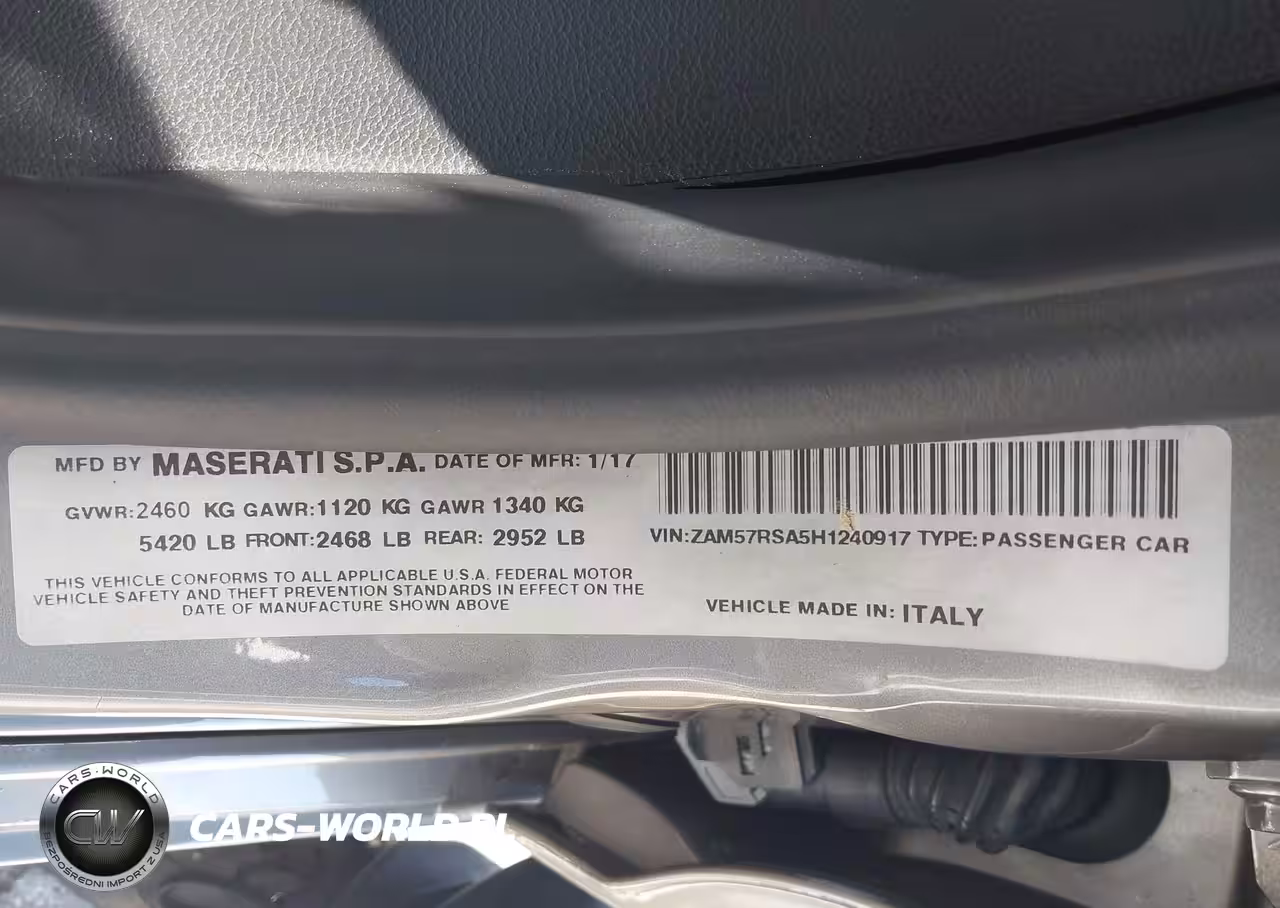 MFD BY MASERATI S.P.A. DATE OF MFR: 1/17
GVWR:2460 KG GAWR:1120 KG GAWR 1340 KG
5420 LB FRONT:2468 LB REAR: 2952 LB
THIS VEHICLE CONFORMS TO ALL APPLICABLE U.S.A. FEDERAL MOTOR
VEHICLE SAFETY AND THEFT PREVENTION STANDARDS IN EFFECT ON THE
DATE OF MANUFACTURE SHOWN ABOVE
VIN:ZAM57RSA5H1240917 TYPE:PASSENGER CAR
VEHICLE MADE IN: ITALY
CARS-WORLD
CW
BEZPOŚREDNI IMPORT Z USA
CARS-WORLD.PL